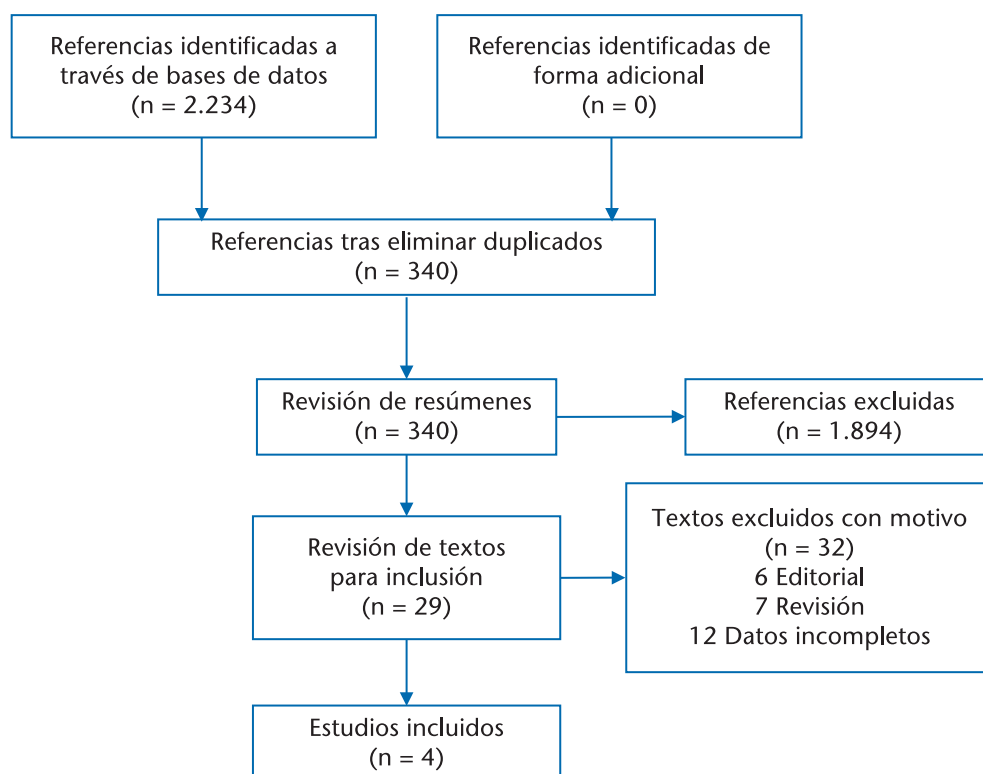 Referencias identificadas a
través de bases de datos
(n = 2.234)
Referencias identificadas de
forma adicional
(n = 0)
Referencias tras eliminar duplicados
(n = 340)
Revisión de resúmenes
(n = 340)
Referencias excluidas
(n = 1.894)
Revisión de textos
para inclusión
(n = 29)
Textos excluidos con motivo
(n = 32)
6 Editorial
7 Revisión
12 Datos incompletos
Estudios incluidos
(n = 4)